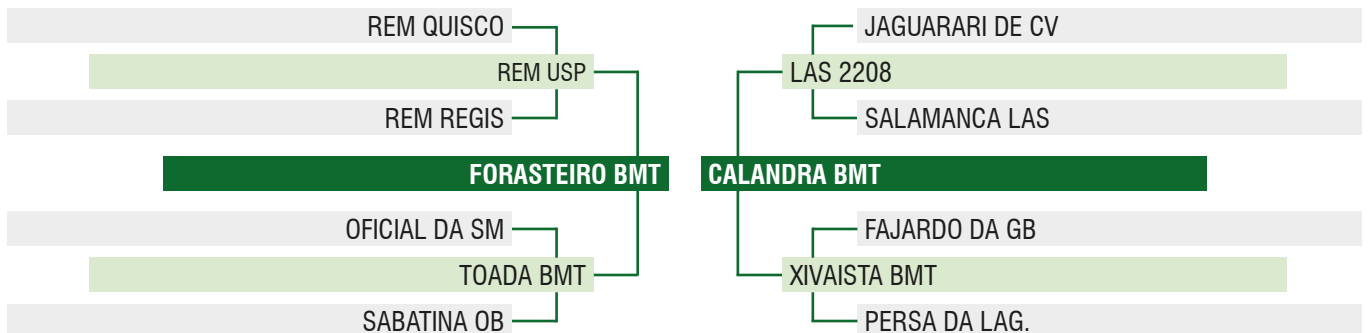 REM QUISCO
REM USP
REM REGIS
FORASTEIRO BMT
OFICIAL DA SM
TOADA BMT
SABATINA OB
JAGUARARI DE CV
LAS 2208
SALAMANCA LAS
CALANDRA BMT
FAJARDO DA GB
XIVAISTA BMT
PERSA DA LAG.